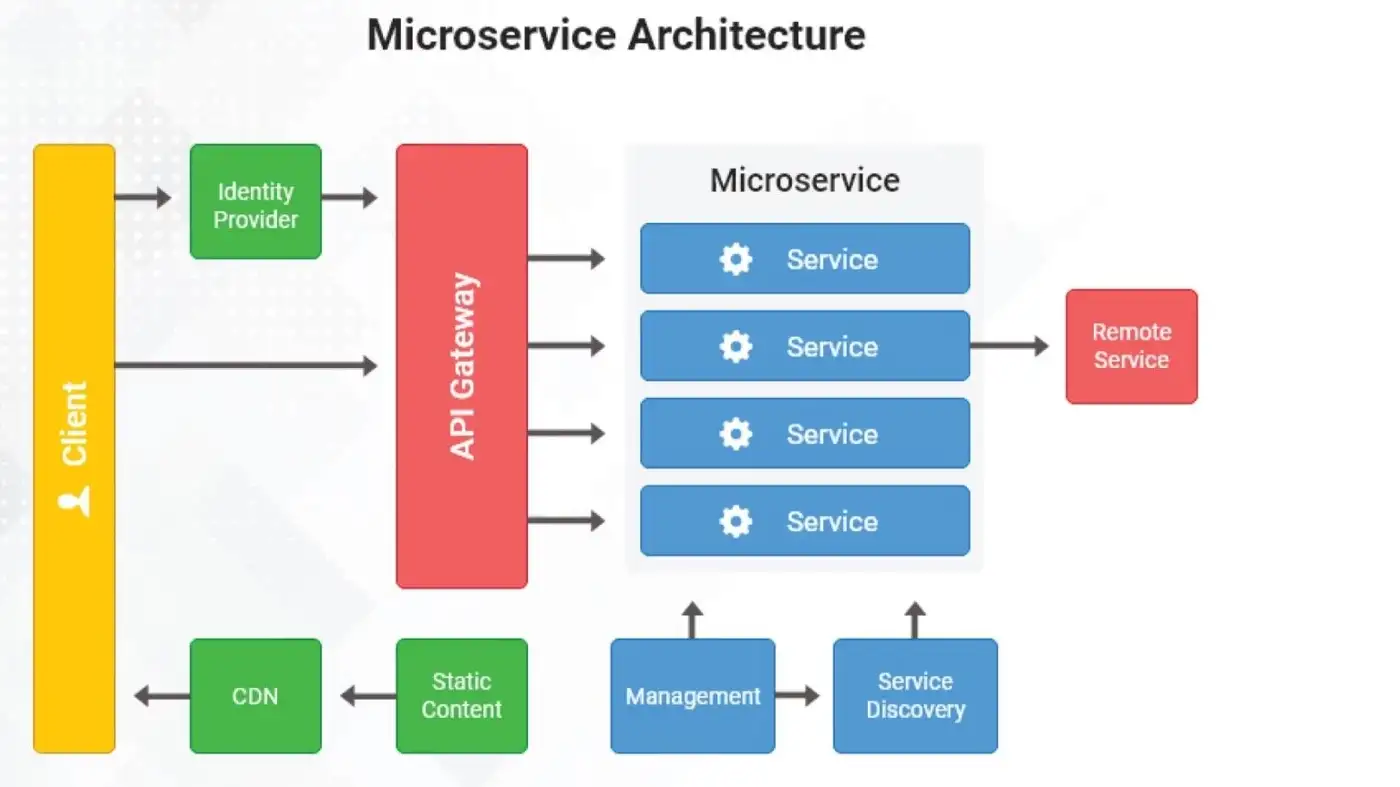 Microservice Architecture
Identity
Provider
Client
API Gateway
Microservice
Service
Service
Service
Service
Remote
Service
CDN
Static
Content
Management
Service
Discovery